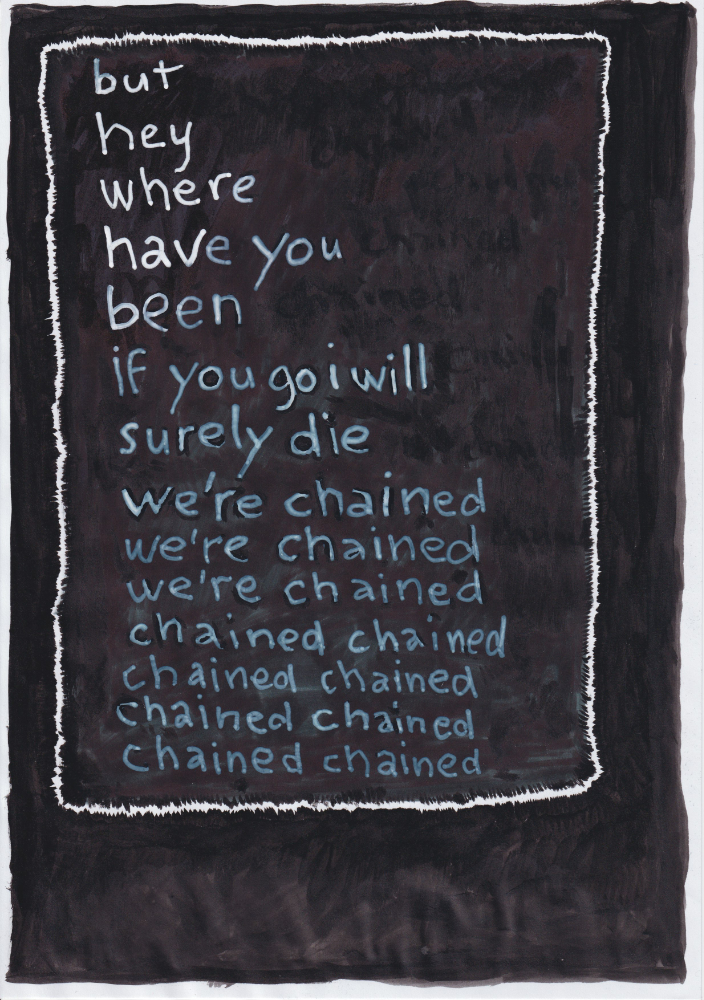 but
hey
where
have you
been
if you go i will
surely die
we're chained
we're chained
we're chained
chained chained
chained chained
chained chained
chained chained